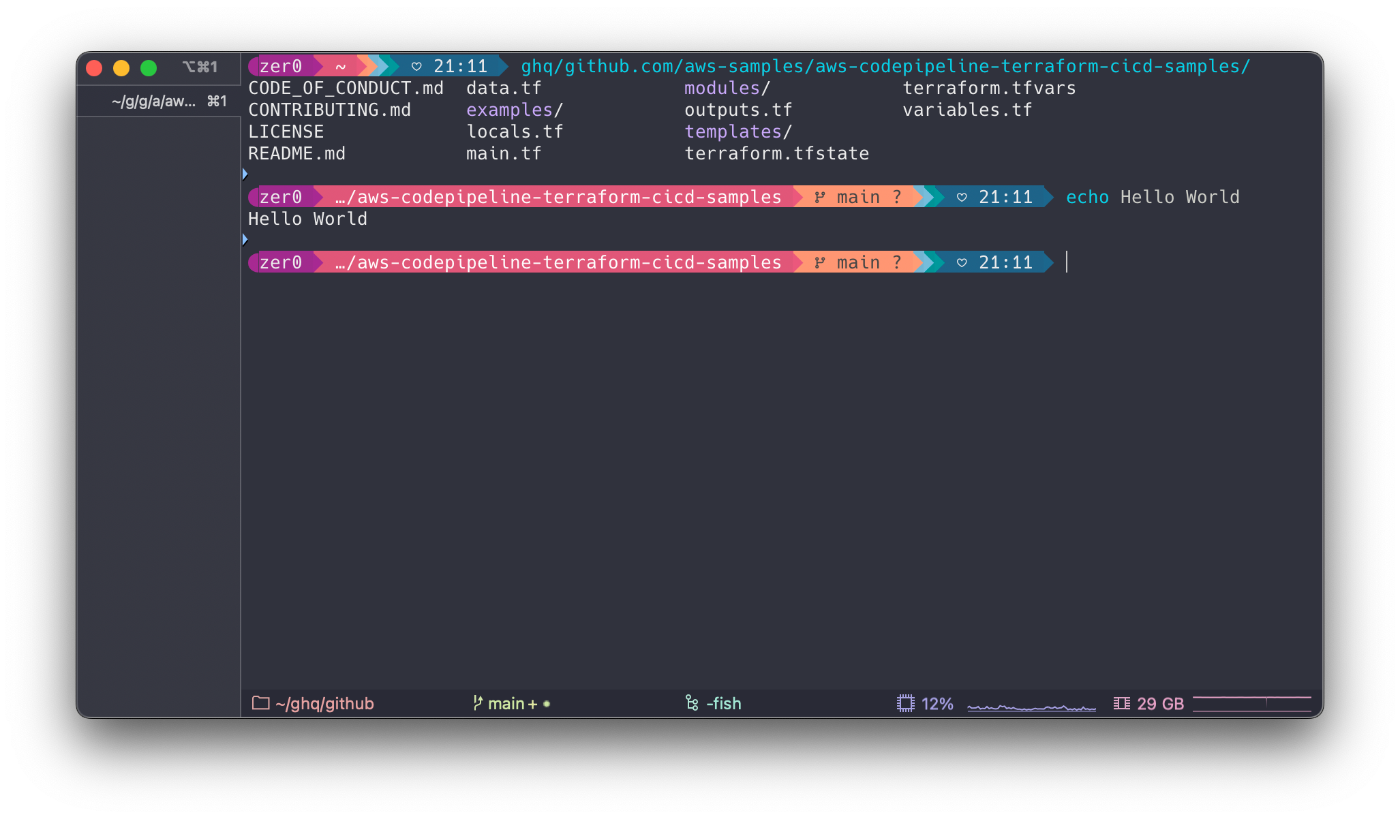 ⌥⌘1
~/g/g/a/aw... ⌘1
zer0 ~ ♡ 21:11 ghq/github.com/aws-samples/aws-codepipeline-terraform-cicd-samples/
CODE_OF_CONDUCT.md data.tf modules/ terraform.tfvars
CONTRIBUTING.md examples/ outputs.tf variables.tf
LICENSE locals.tf templates/
README.md main.tf terraform.tfstate
zer0 …/aws-codepipeline-terraform-cicd-samples main ? ♡ 21:11 echo Hello World
Hello World
zer0 …/aws-codepipeline-terraform-cicd-samples main ? ♡ 21:11
~/ghq/github main + ● -fish 12% 29 GB